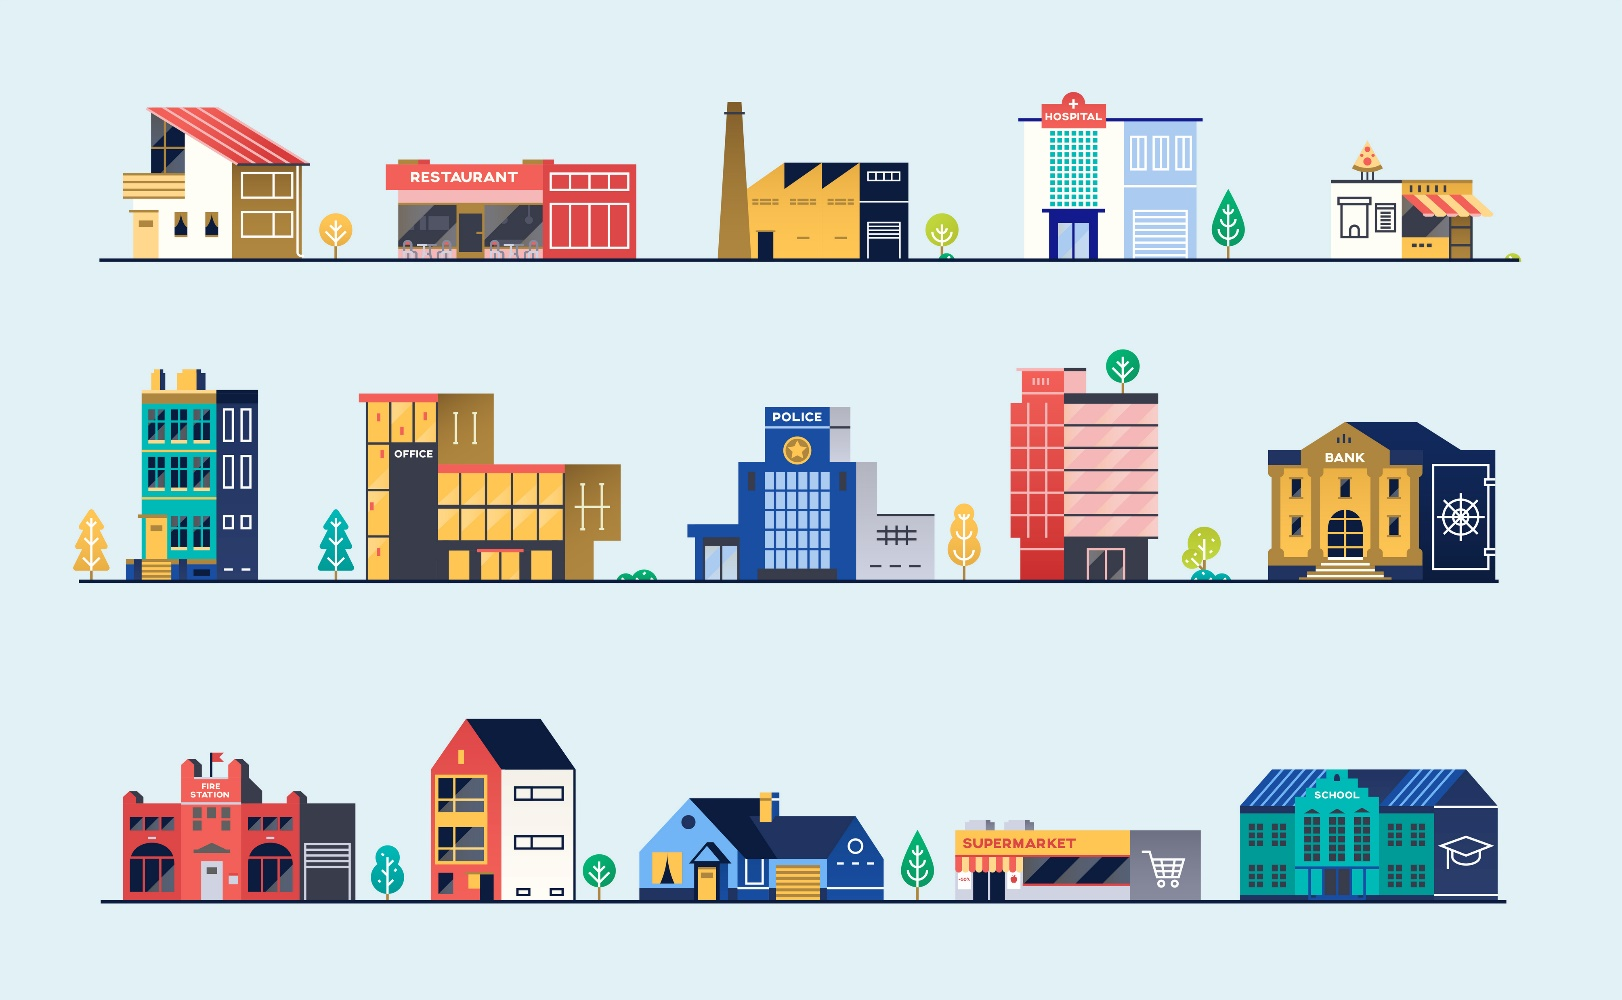 RESTAURANT
HOSPITAL
OFFICE
POLICE
BANK
FIRE
STATION
SUPERMARKET
SCHOOL